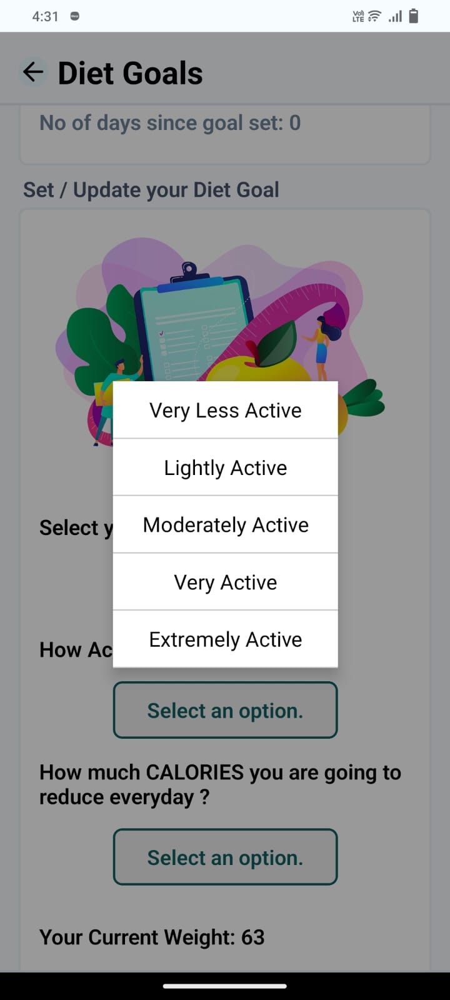 4:31
Vo)) LTE
Diet Goals
No of days since goal set: 0
Set / Update your Diet Goal
Very Less Active
Lightly Active
Select y
Moderately Active
Very Active
How Ac
Extremely Active
Select an option.
How much CALORIES you are going to
reduce everyday ?
Select an option.
Your Current Weight: 63